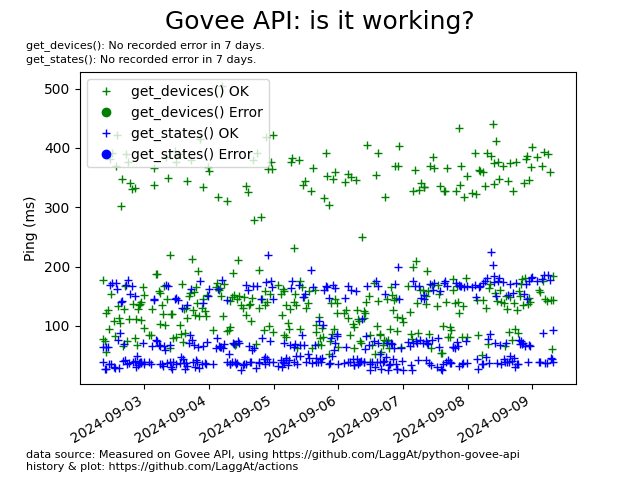 Govee API: is it working?
get_devices(): No recorded error in 7 days.
get_states(): No recorded error in 7 days.
500
400
300
200
100
Ping (ms)
get_devices() OK
get_devices() Error
get_states() OK
get_states() Error
2024-09-03
2024-09-04
2024-09-05
2024-09-06
2024-09-07
2024-09-08
2024-09-09
data source: Measured on Govee API, using https://github.com/LaggAt/python-govee-api
history & plot: https://github.com/LaggAt/actions